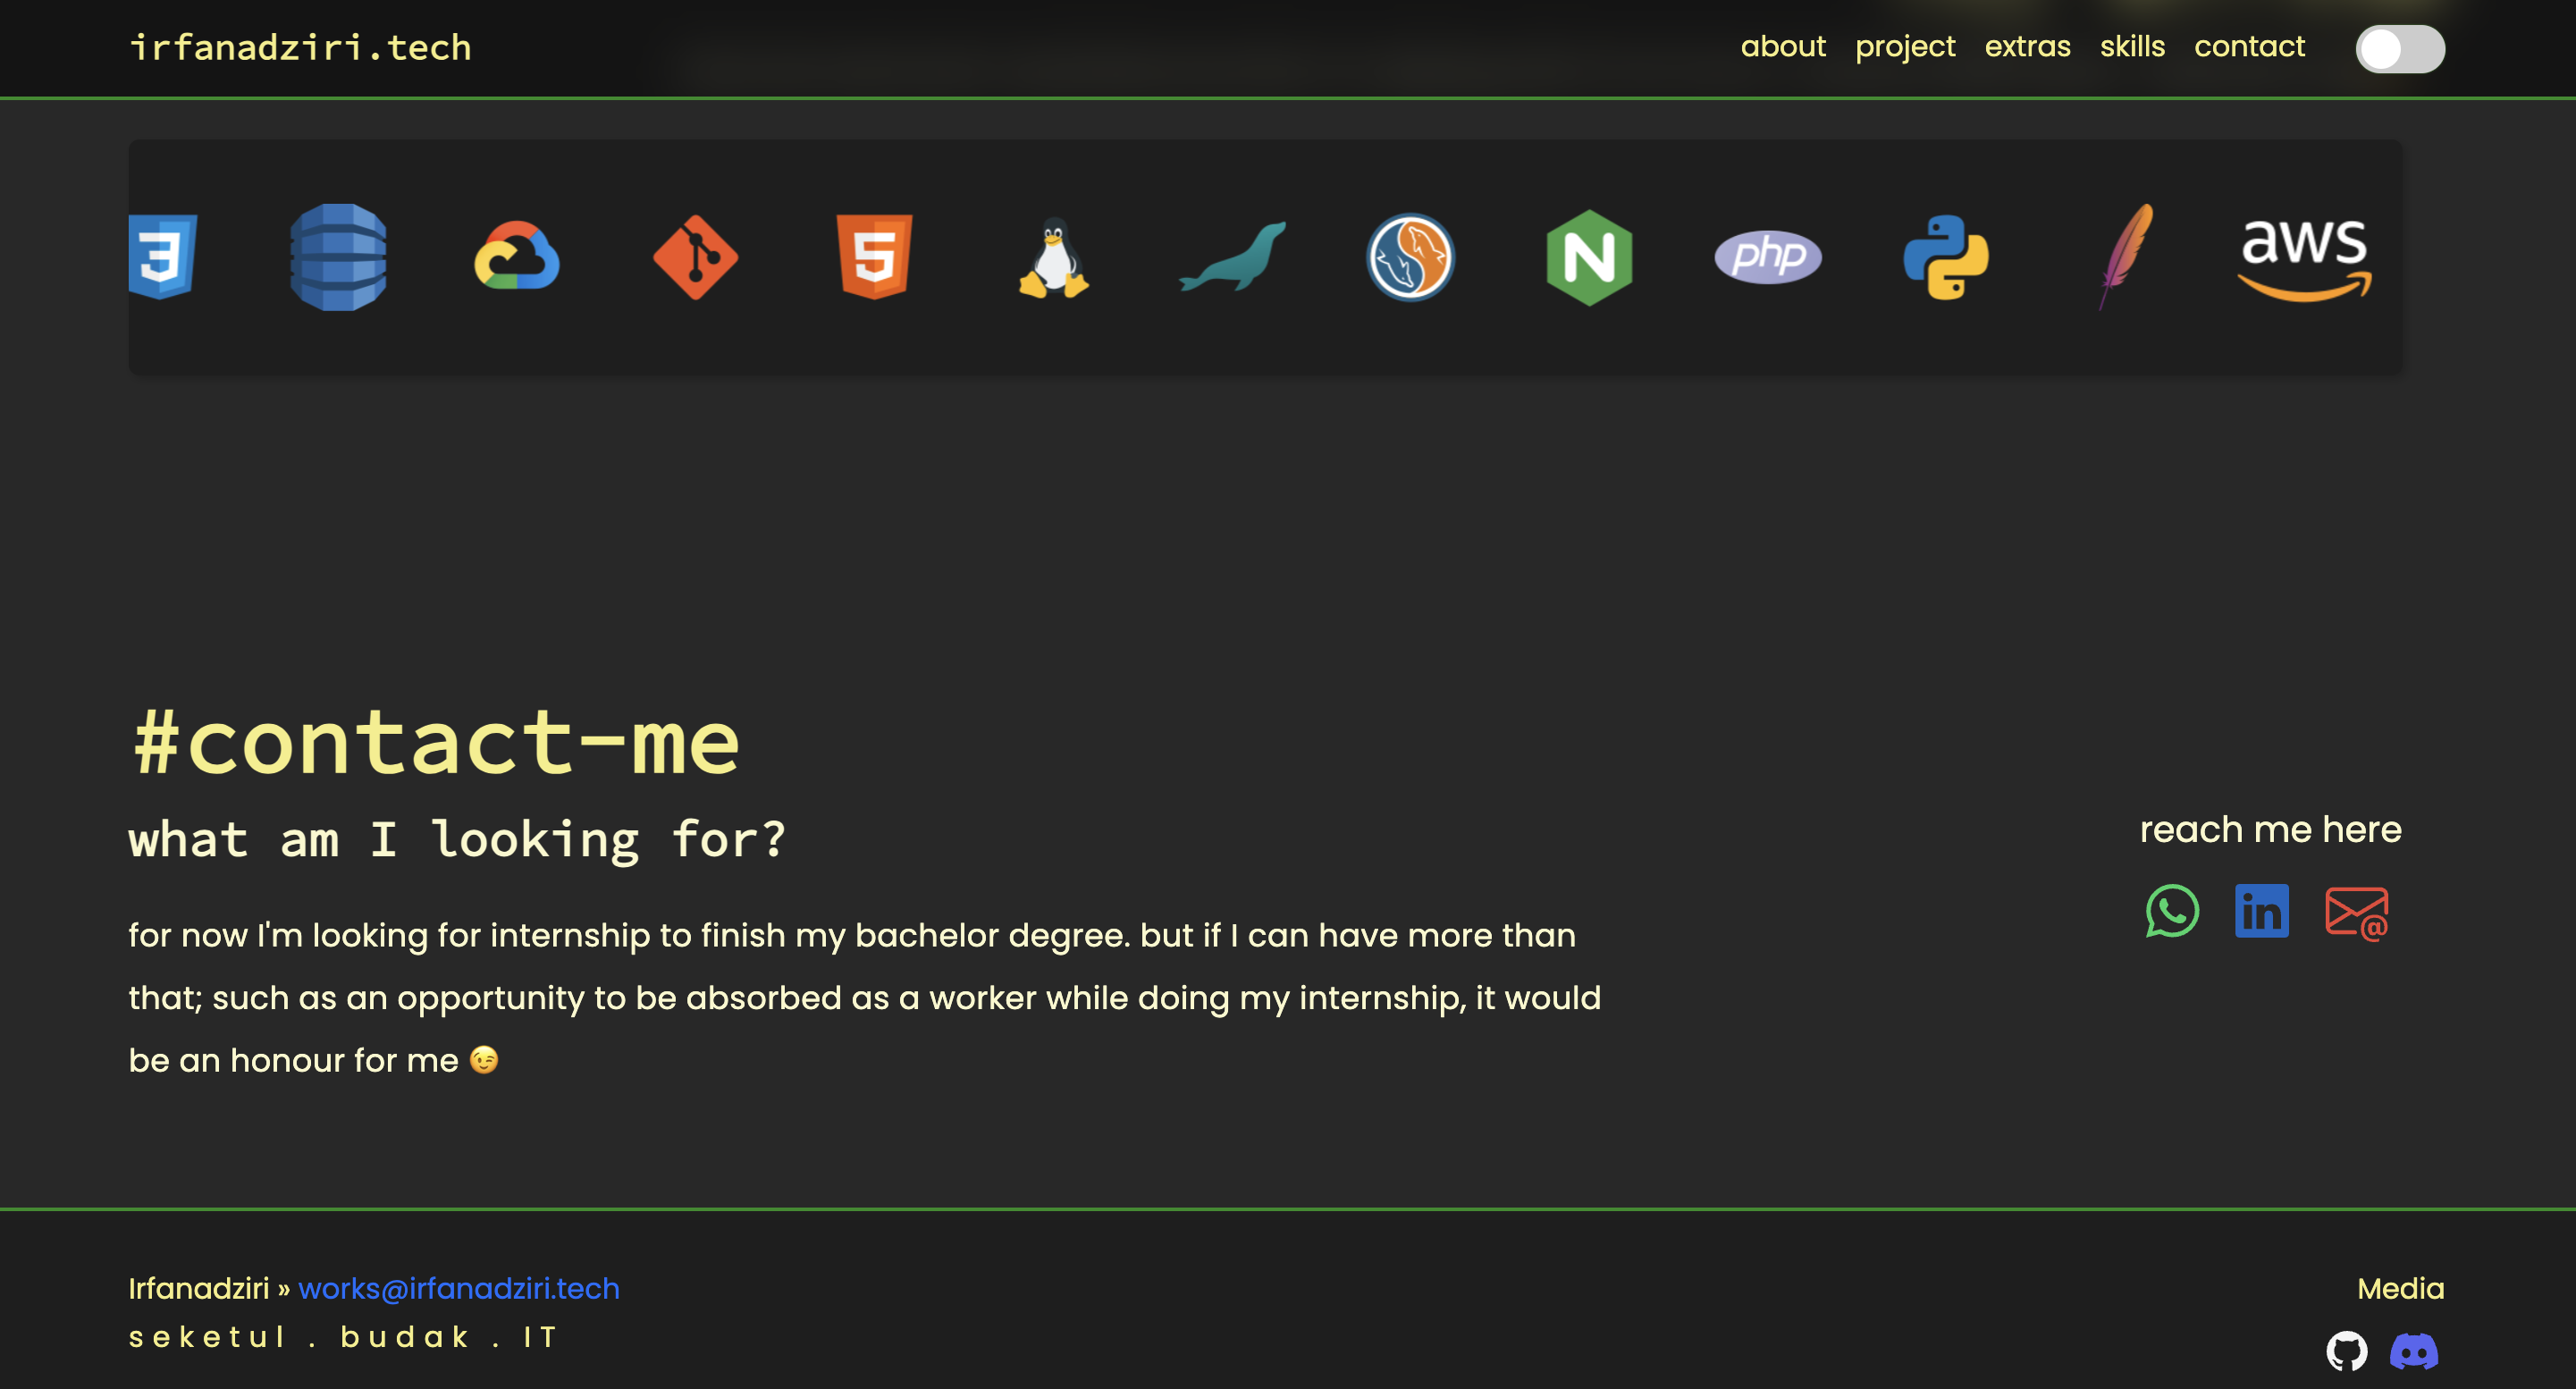 irfanadziri.tech
about project extras skills contact
3 5 N php aws
#contact-me
what am I looking for?
for now I'm looking for internship to finish my bachelor degree. but if I can have more than
that; such as an opportunity to be absorbed as a worker while doing my internship, it would
be an honour for me 😉
reach me here
in @
Irfanadziri » works@irfanadziri.tech
seketul . budak . IT
Media